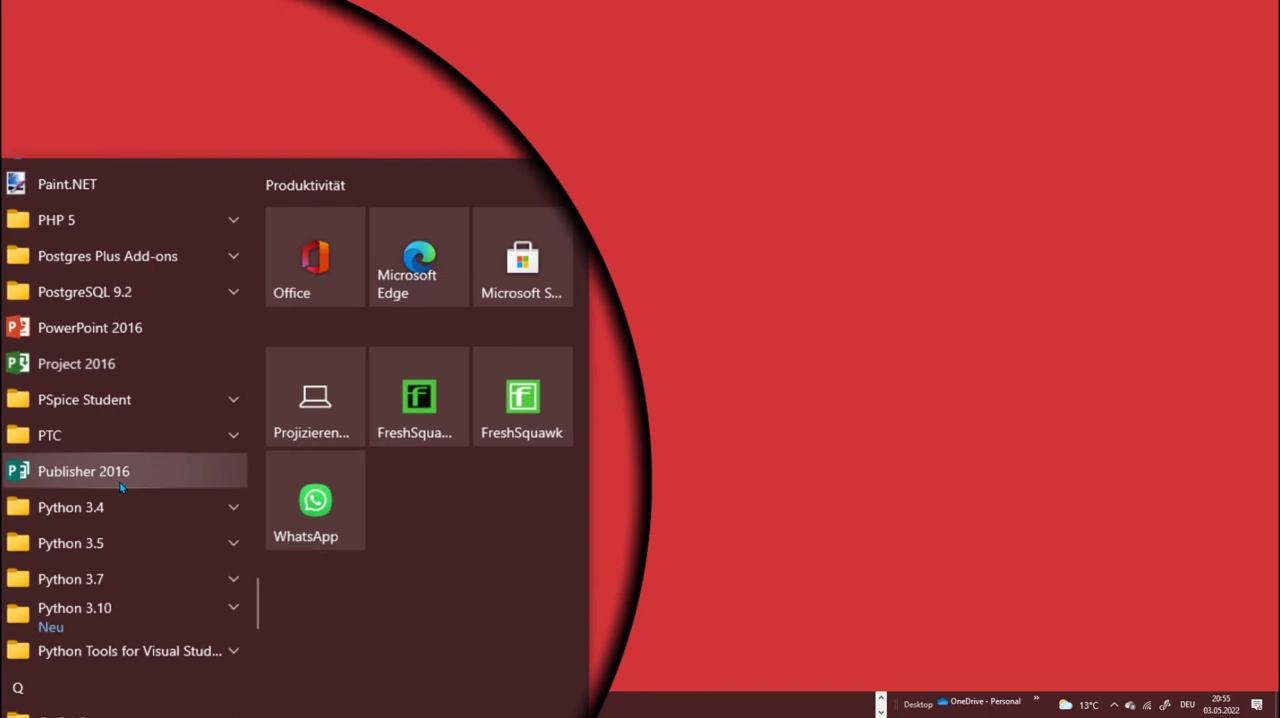 Paint.NET
PHP 5
Postgres Plus Add-ons
PostgreSQL 9.2
PowerPoint 2016
Project 2016
PSpice Student
PTC
Publisher 2016
Python 3.4
Python 3.5
Python 3.7
Python 3.10
Neu
Python Tools for Visual Stud...
Q
Produktivität
Office
Microsoft
Edge
Microsoft S...
Projizieren...
FreshSqua...
FreshSquawk
WhatsApp
Desktop
OneDrive - Personal
13°C
DEU
20:55
03.05.2022